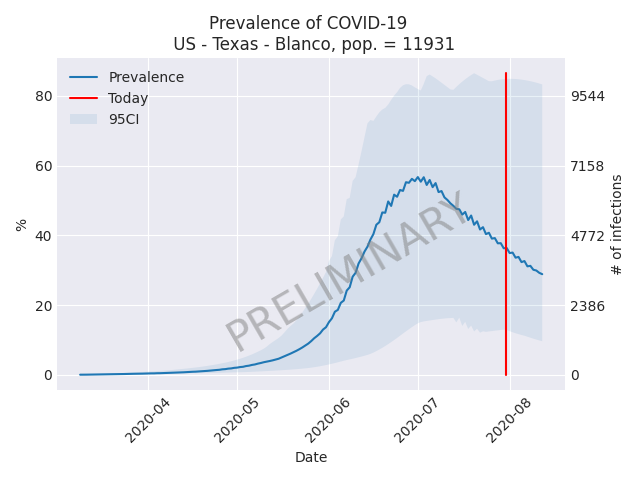 Prevalence of COVID-19
US - Texas - Blanco, pop. = 11931
Prevalence
Today
95CI
80
60
40
20
0
%
9544
7158
4772
2386
0
# of infections
PRELIMINARY
2020-04
2020-05
2020-06
2020-07
2020-08
Date